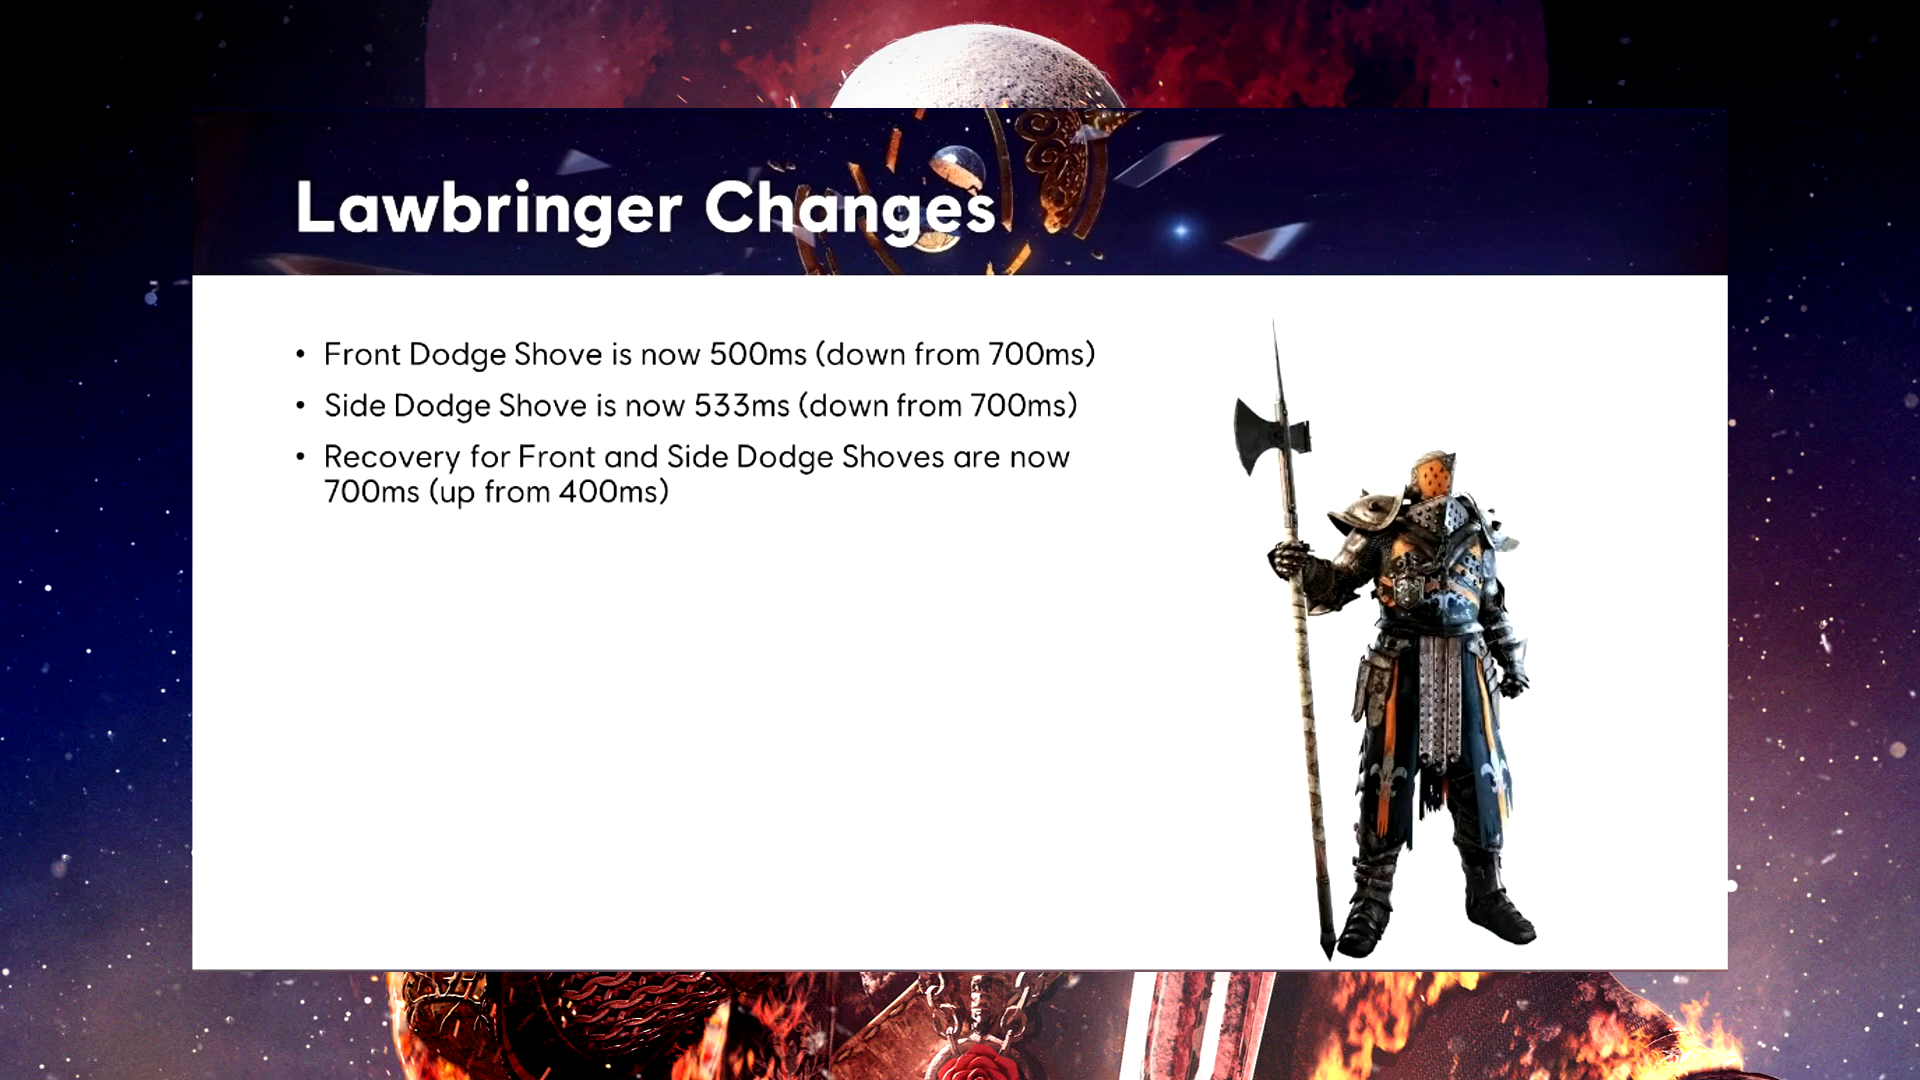 Lawbringer Changes
• Front Dodge Shove is now 500ms (down from 700ms)
• Side Dodge Shove is now 533ms (down from 700ms)
• Recovery for Front and Side Dodge Shoves are now
700ms (up from 400ms)